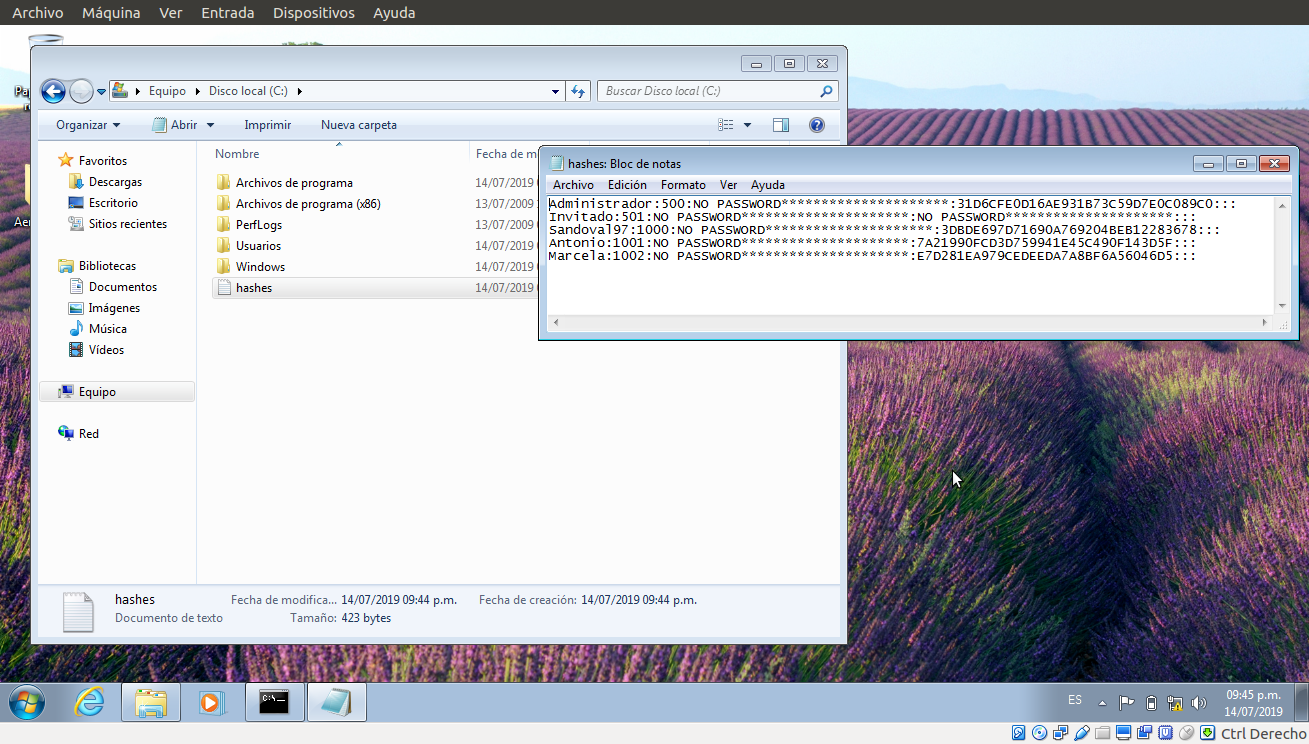 Archivo Máquina Ver Entrada Dispositivos Ayuda
Equipo Disco local (C:)
Buscar Disco local (C:)
Organizar Abrir Imprimir Nueva carpeta
Nombre
Fecha de m
Favoritos
Descargas
Escritorio
Sitios recientes
Bibliotecas
Documentos
Imágenes
Música
Vídeos
Equipo
Red
Archivos de programa 14/07/2019
Archivos de programa (x86) 13/07/2009
PerfLogs 13/07/2009
Usuarios 14/07/2019
Windows 14/07/2019
hashes 14/07/2019
hashes: Bloc de notas
Archivo Edición Formato Ver Ayuda
Administrador:500:NO PASSWORD*********************:31D6CFE0D16AE931B73C59D7E0C089C0:::
Invitado:501:NO PASSWORD*********************:NO PASSWORD*********************:::
Sandoval97:1000:NO PASSWORD*********************:3DBDE697D71690A769204BEB12283678:::
Antonio:1001:NO PASSWORD*********************:7A21990FCD3D759941E45C490F143D5F:::
Marcela:1002:NO PASSWORD*********************:E7D281EA979CEDEEDA7A8BF6A56046D5:::
hashes Fecha de modifica... 14/07/2019 09:44 p.m. Fecha de creación: 14/07/2019 09:44 p.m.
Documento de texto Tamaño: 423 bytes
C:\.
ES
09:45 p.m.
14/07/2019
Ctrl Derecho